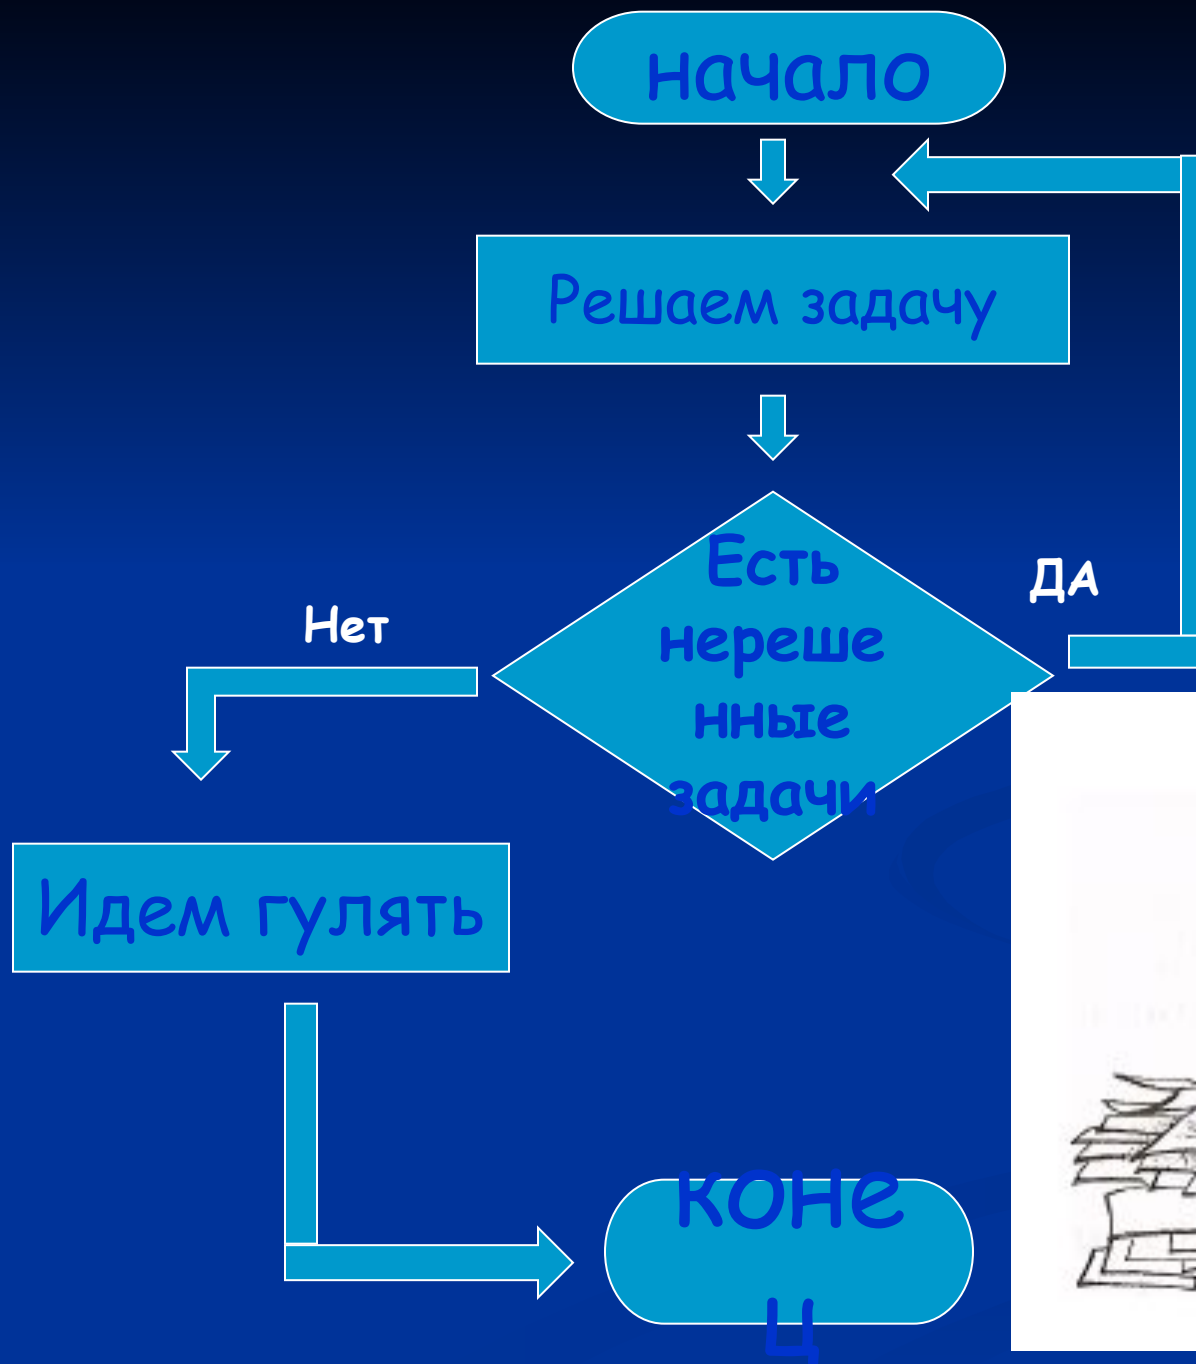 начало
Решаем задачу
Есть
нереше
нные
задачи
ДА
Нет
Идем гулять
коне
ц